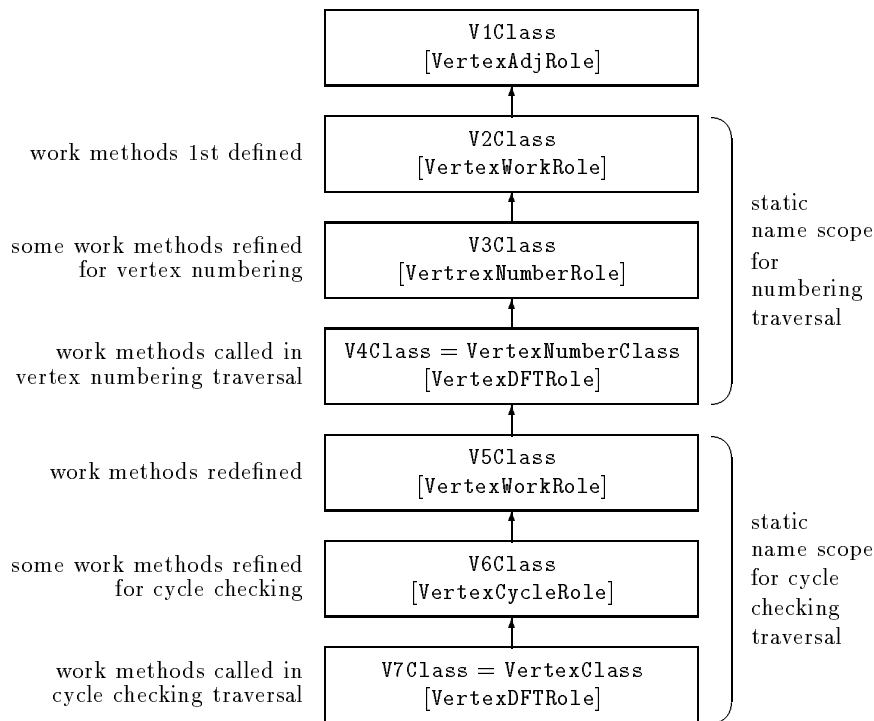 V1Class
[VertexAdjRole]
work methods 1st defined
V2Class
[VertexWorkRole]
some work methods refined
for vertex numbering
V3Class
[VertrexNumberRole]
static
name scope
for
numbering
traversal
work methods called in
vertex numbering traversal
V4Class = VertexNumberClass
[VertexDFTRole]
work methods redefined
V5Class
[VertexWorkRole]
some work methods refined
for cycle checking
V6Class
[VertexCycleRole]
static
name scope
for cycle
checking
traversal
work methods called in
cycle checking traversal
V7Class = VertexClass
[VertexDFTRole]